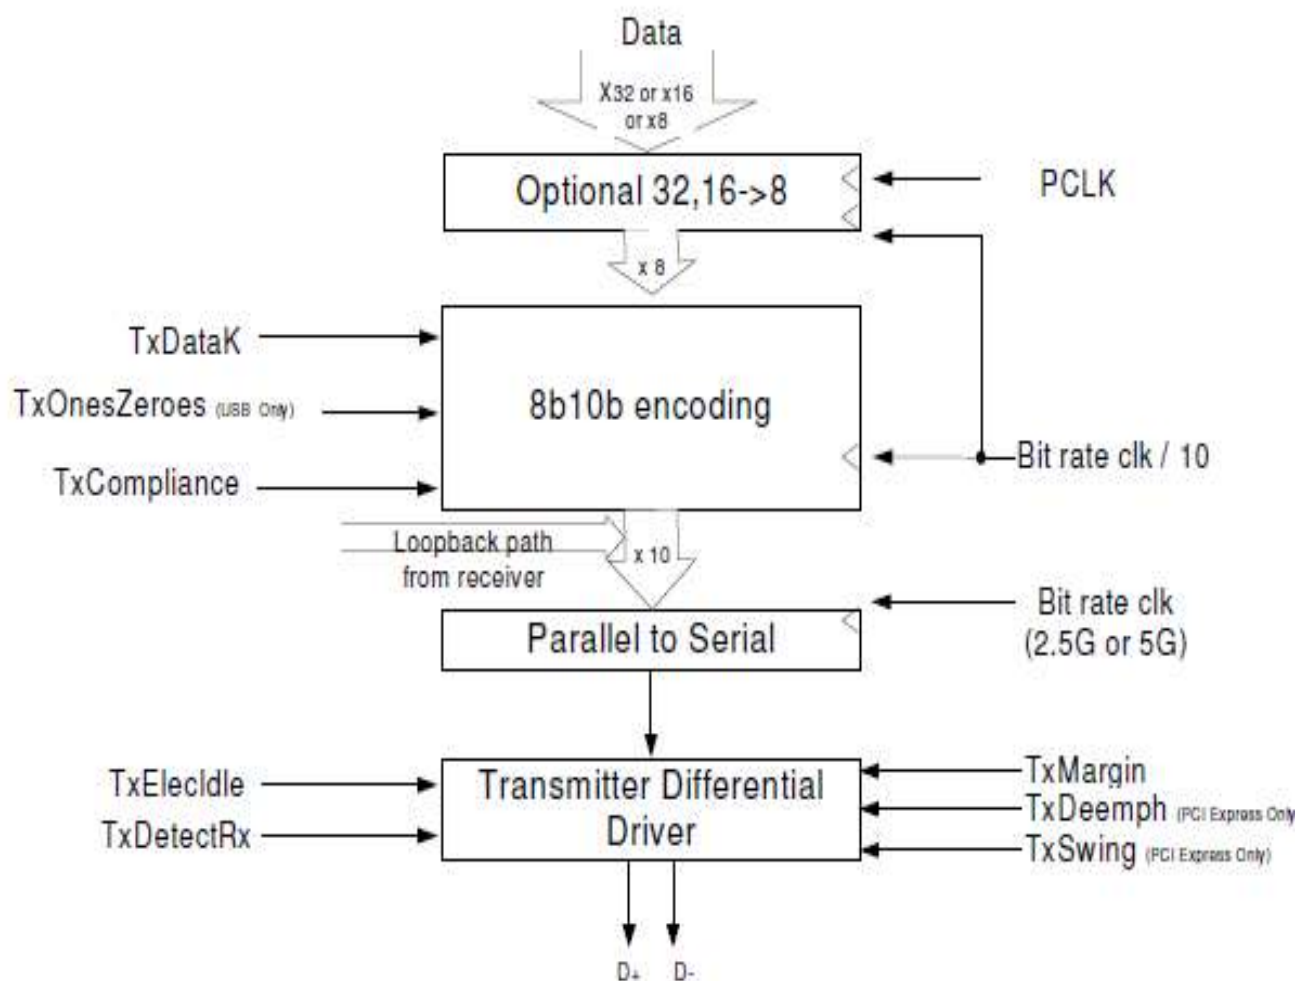 Data
X32 or x16
or x8
Optional 32,16->8
PCLK
x 8
TxDataK
TxOnesZeroes (USB Only)
8b10b encoding
TxCompliance
Bit rate clk / 10
Loopback path
from receiver
x 10
Bit rate clk
(2.5G or 5G)
Parallel to Serial
TxElecIdle
TxDetectRx
Transmitter Differential
Driver
TxMargin
TxDeemph (PCI Express Only
TxSwing (PCI Express Only)
D+ D-